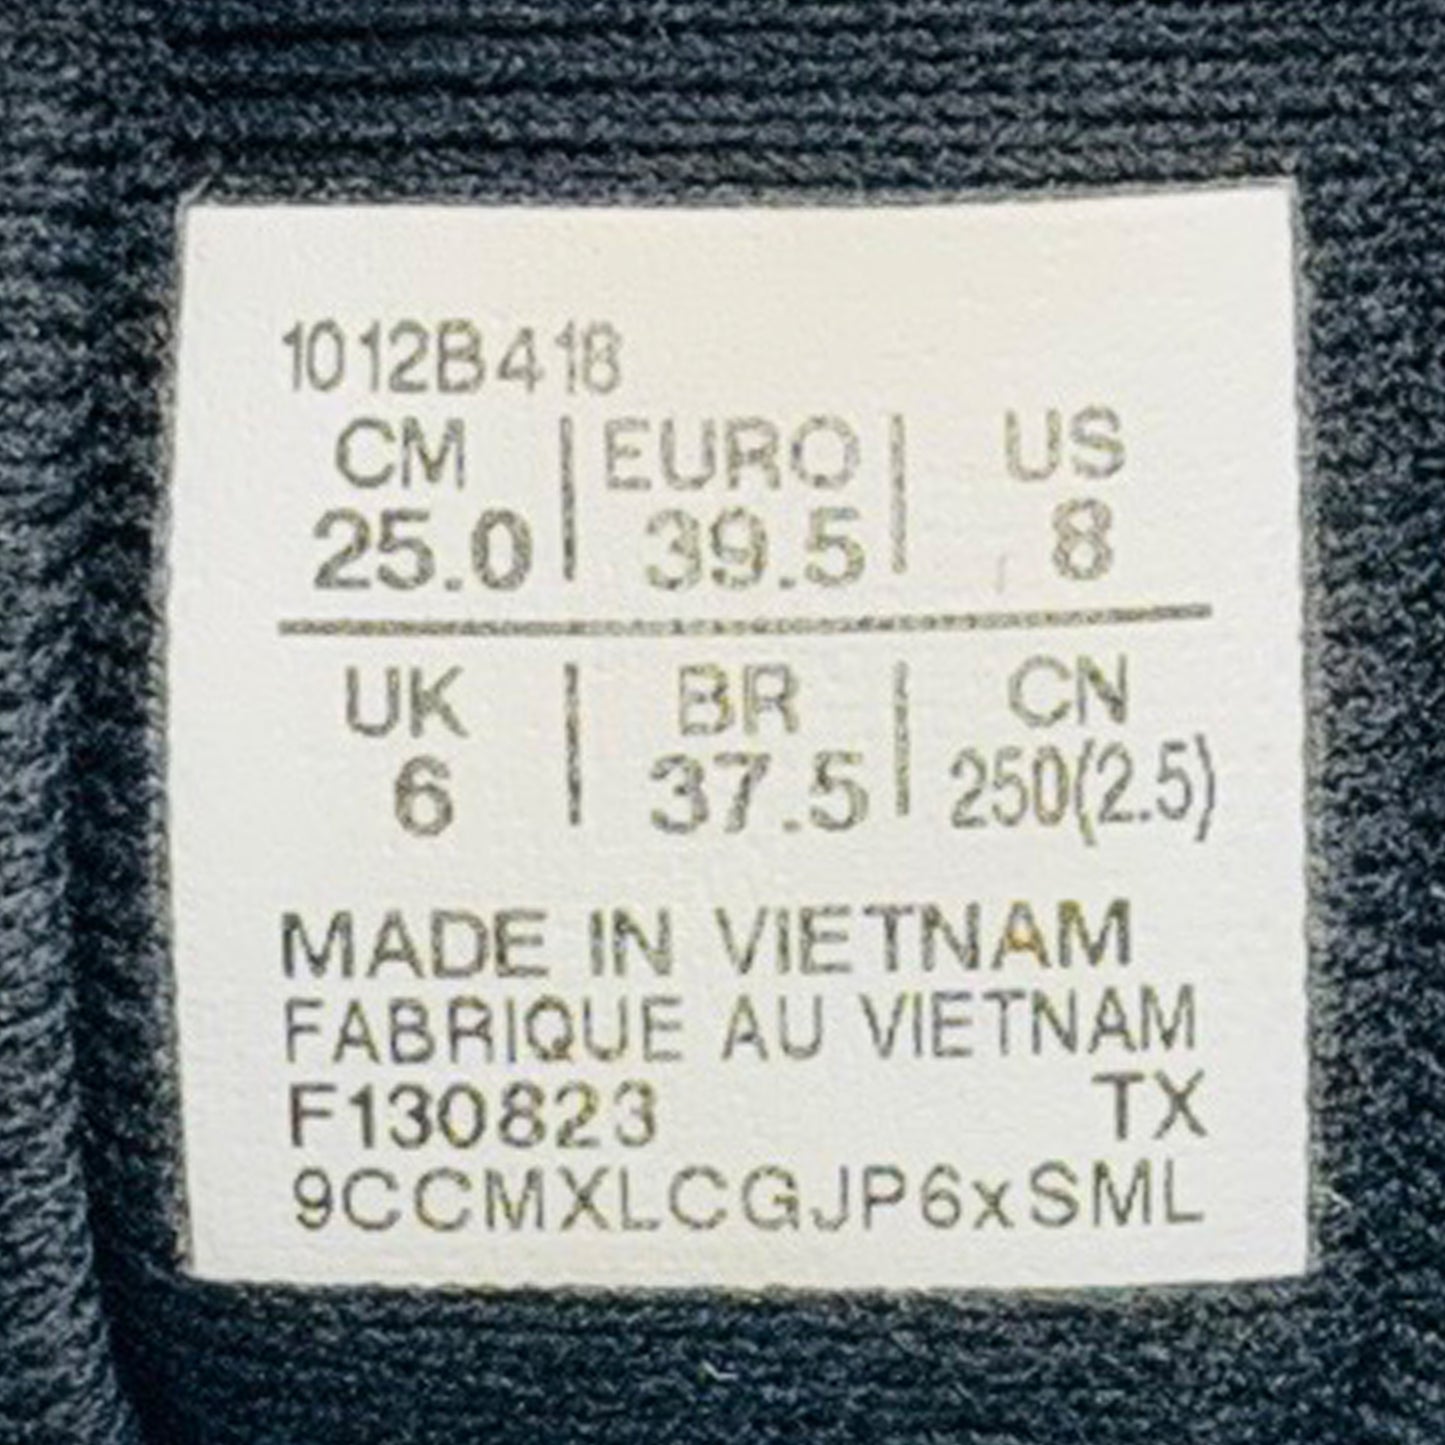 1012B418
CM | EURO | US
25.0 | 39.5 | 8
UK | BR | CN
6 | 37.5 | 250(2.5)
MADE IN VIETNAM
FABRIQUE AU VIETNAM
F130823 TX
9CCMXLCGJP6xSML